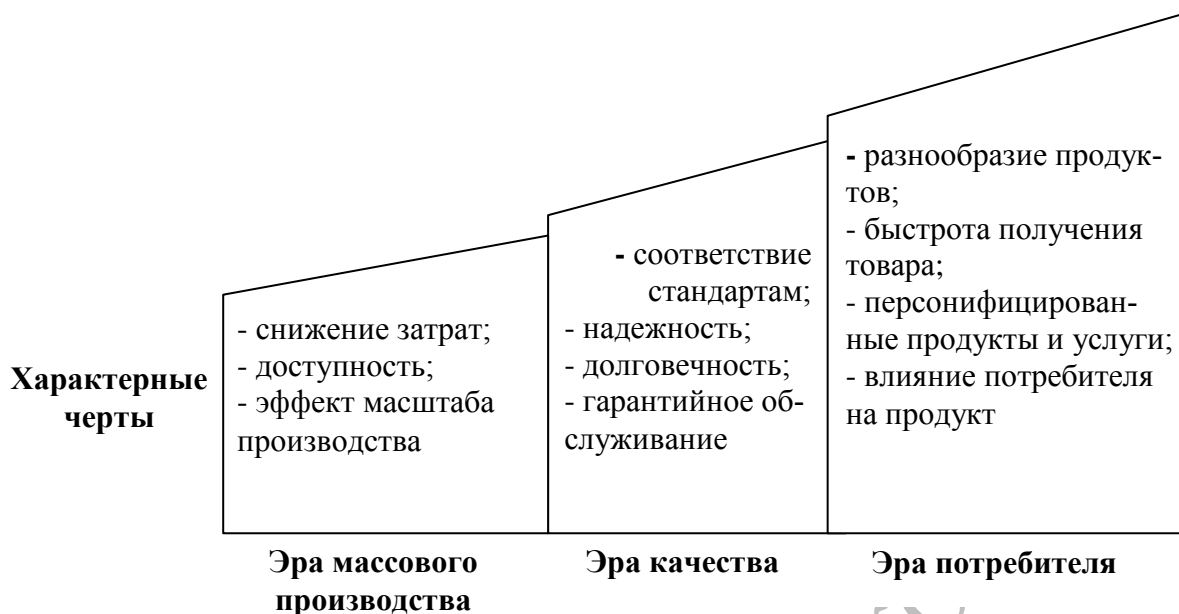 Характерные
черты
- снижение затрат;
- доступность;
- эффект масштаба
производства
- соответствие
стандартам;
- надежность;
- долговечность;
- гарантийное об-
служивание
- разнообразие продук-
тов;
- быстрота получения
товара;
- персонифицирован-
ные продукты и услуги;
- влияние потребителя
на продукт
Эра массового
производства
Эра качества
Эра потребителя